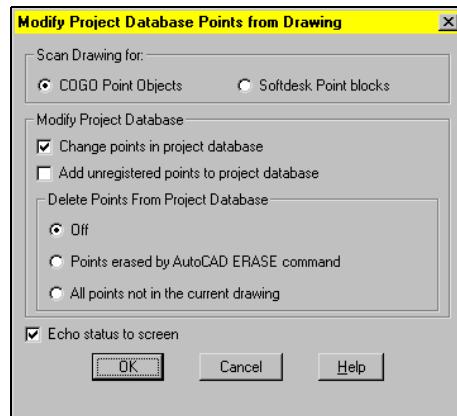 Modify Project Database Points from Drawing
Scan Drawing for:
COGO Point Objects Softdesk Point blocks
Modify Project Database
Change points in project database
Add unregistered points to project database
Delete Points From Project Database
Off
Points erased by AutoCAD ERASE command
All points not in the current drawing
Echo status to screen
OK Cancel Help